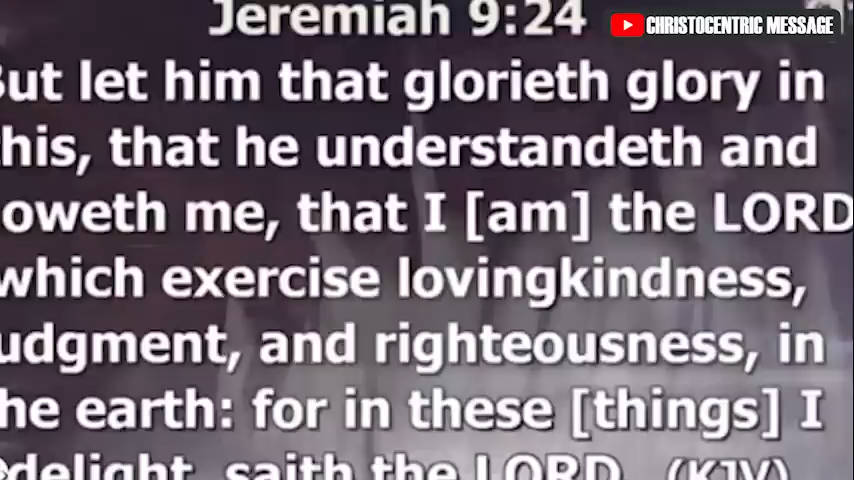 Jeremiah 9:24
CHRISTOCENTRIC MESSAGE
But let him that glorieth glory in
this, that he understandeth and
oweth me, that I [am] the LORD
which exercise lovingkindness,
udgment, and righteousness, in
he earth: for in these [things] I
delight, saith the LORD. (KJV)